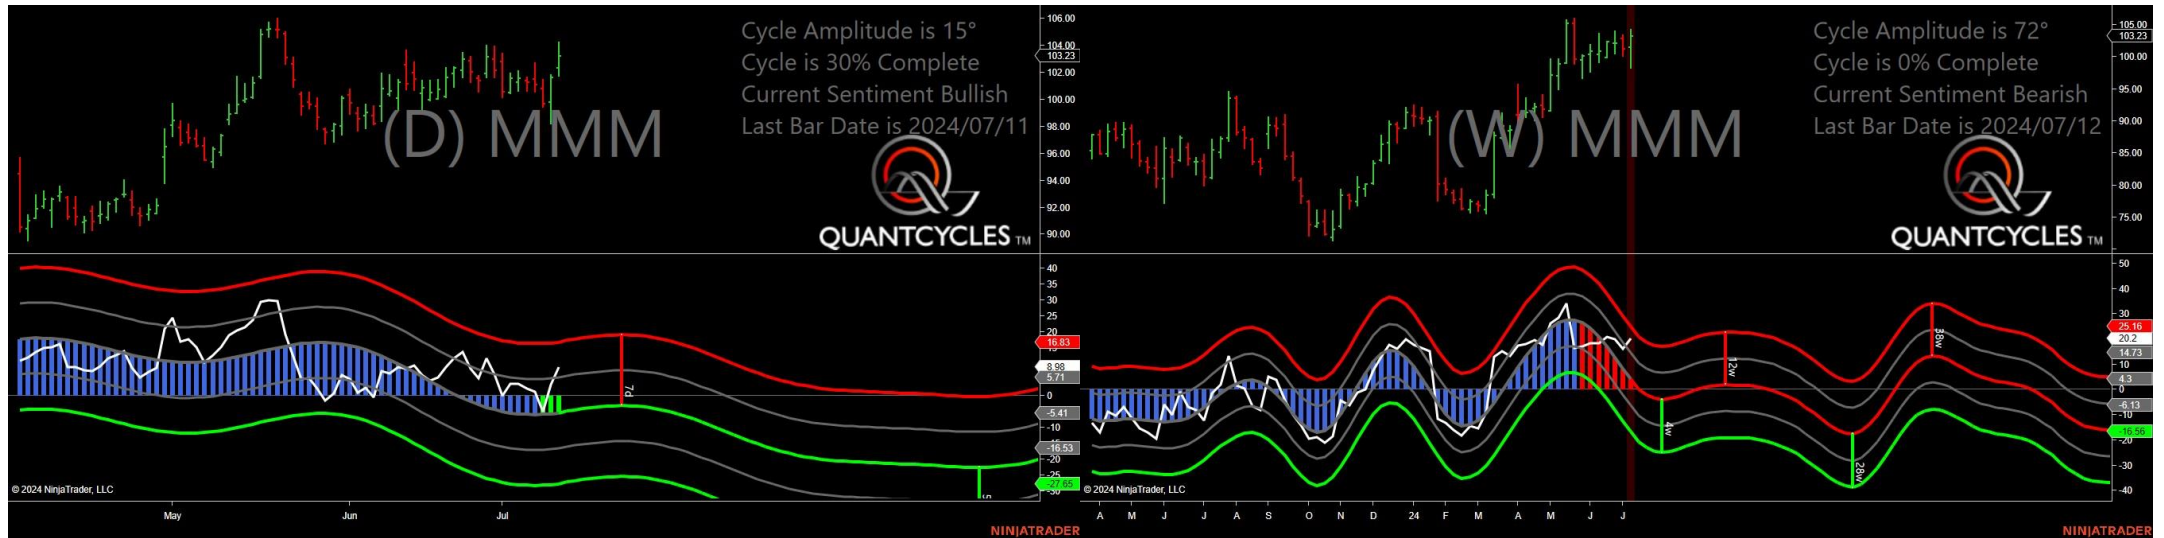 Cycle Amplitude is 15°
Cycle is 30% Complete
Current Sentiment Bullish
Last Bar Date is 2024/07/11
(D) MMM
QUANTCYCLES TM
106.00
104.00
103.23
102.00
100.00
98.00
96.00
94.00
92.00
90.00
40
35
30
25
20
16.83
8.98
5.71
0
-5.41
-10
-16.53
-20
-25
-27.65
-30
7d
© 2024 NinjaTrader, LLC
May
Jun
Jul
NINJATRADER
Cycle Amplitude is 72°
Cycle is 0% Complete
Current Sentiment Bearish
Last Bar Date is 2024/07/12
(W) MMM
QUANTCYCLES TM
105.00
103.23
100.00
95.00
90.00
85.00
80.00
75.00
50
40
30
25.16
20.2
14.73
10
4.3
0
-6.13
-10
-16.56
-20
-30
-40
12w
38w
4w
28w
© 2024 NinjaTrader, LLC
A
M
J
J
A
S
O
N
D
24
F
M
A
M
J
J
NINJATRADER